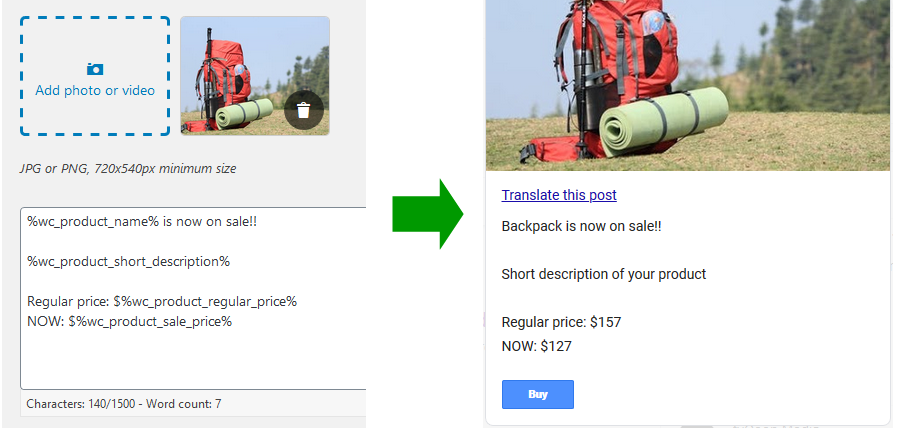 Add photo or video
JPG or PNG, 720x540px minimum size
%wc_product_name% is now on sale!!
%wc_product_short_description%
Regular price: $%wc_product_regular_price%
NOW: $%wc_product_sale_price%
Characters: 140/1500 - Word count: 7
Translate this post
Backpack is now on sale!!
Short description of your product
Regular price: $157
NOW: $127
Buy